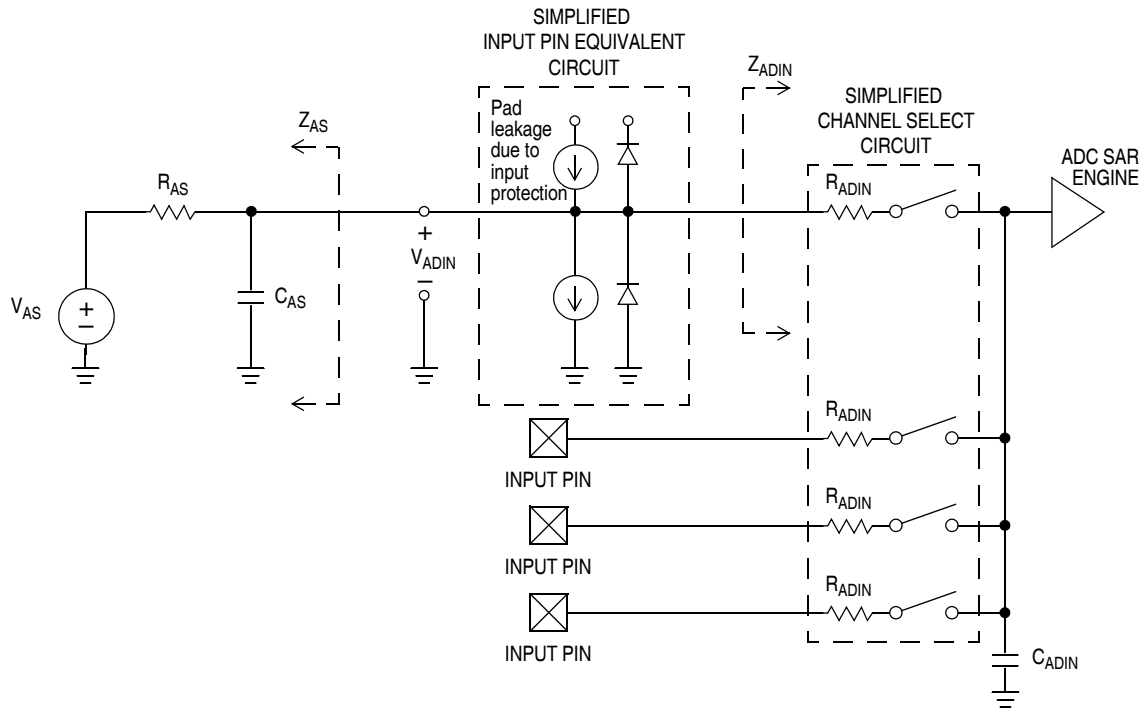 SIMPLIFIED
INPUT PIN EQUIVALENT
CIRCUIT
Pad
leakage
due to
input
protection
Z_ADIN
SIMPLIFIED
CHANNEL SELECT
CIRCUIT
ADC SAR
ENGINE
Z_AS
R_AS
R_ADIN
+
V_ADIN
–
V_AS
+
–
C_AS
R_ADIN
INPUT PIN
R_ADIN
INPUT PIN
R_ADIN
INPUT PIN
C_ADIN